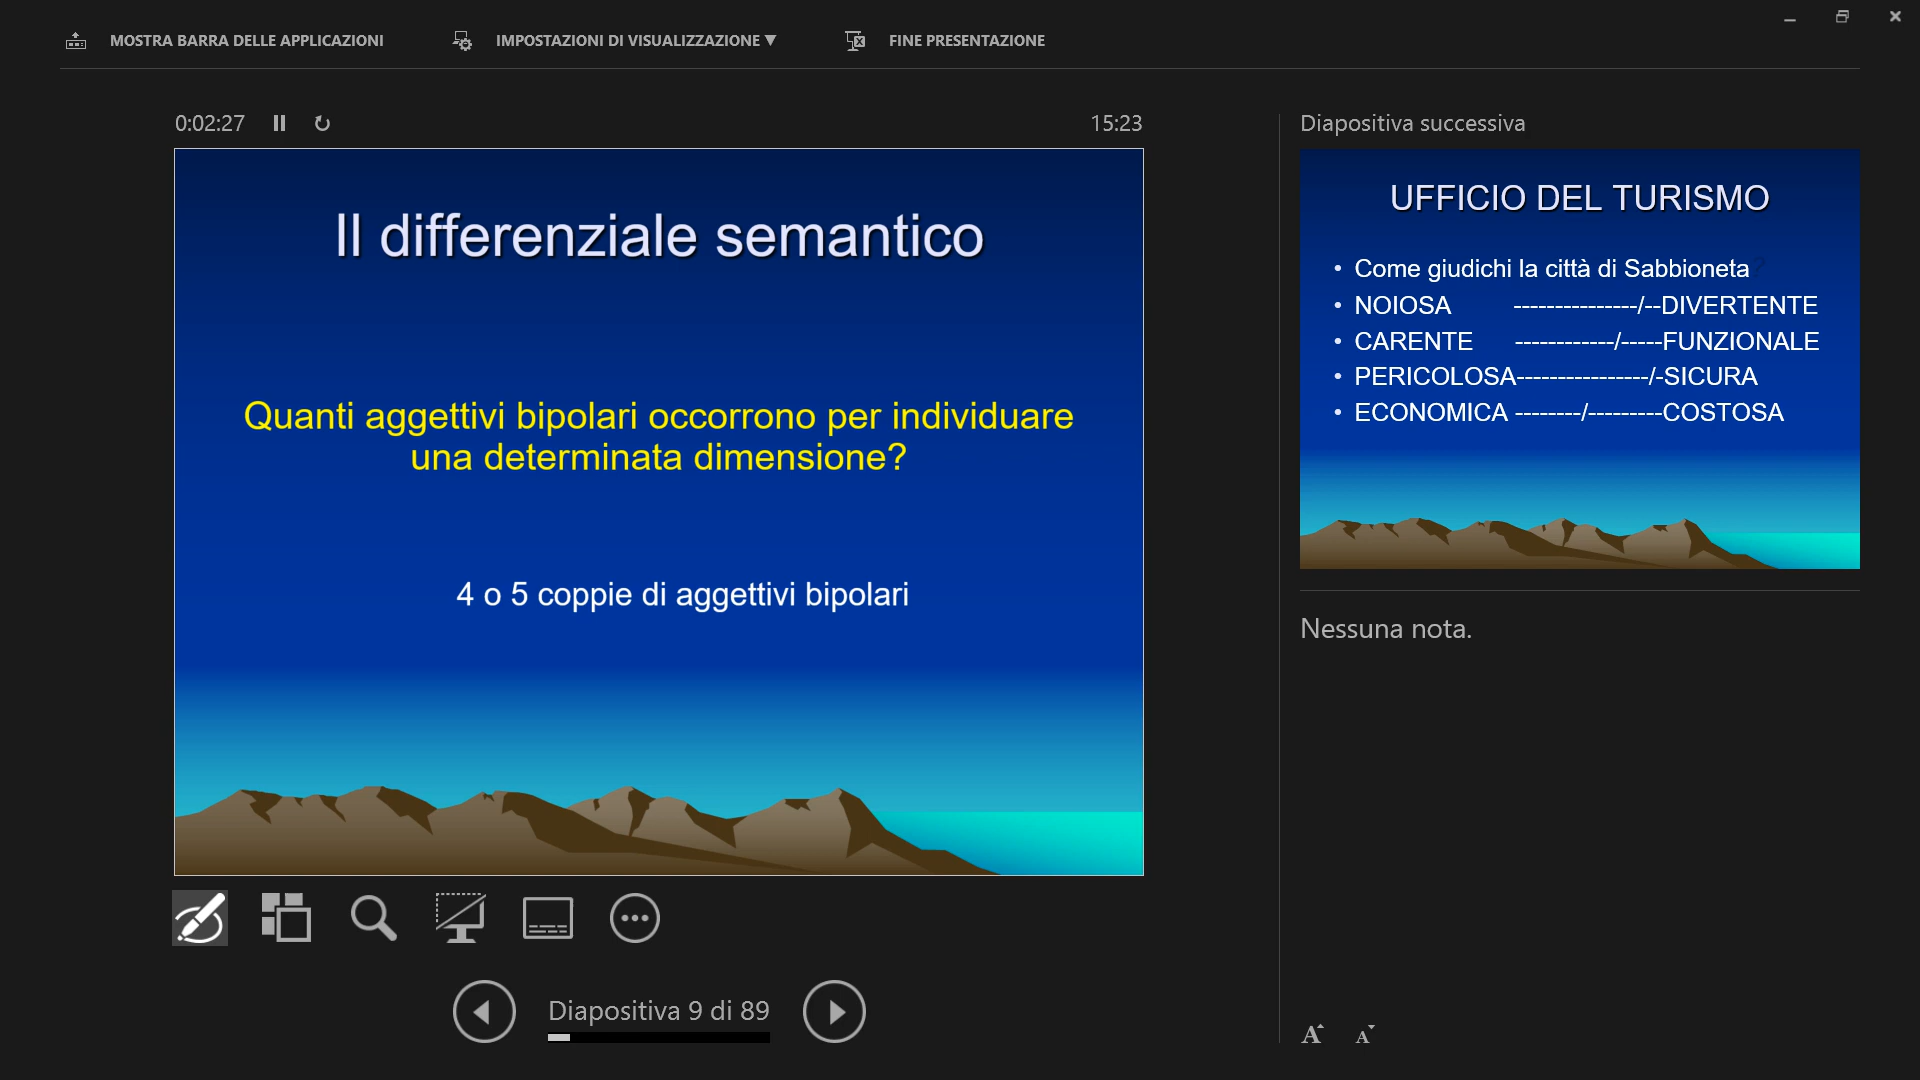 MOSTRA BARRA DELLE APPLICAZIONI
IMPOSTAZIONI DI VISUALIZZAZIONE ▼
FINE PRESENTAZIONE
0:02:27
15:23
Il differenziale semantico
Quanti aggettivi bipolari occorrono per individuare
una determinata dimensione?
4 o 5 coppie di aggettivi bipolari
Diapositiva 9 di 89
Diapositiva successiva
UFFICIO DEL TURISMO
• Come giudichi la città di Sabbioneta?
• NOIOSA ---------------/--DIVERTENTE
• CARENTE ------------/-----FUNZIONALE
• PERICOLOSA----------------/-SICURA
• ECONOMICA --------/---------COSTOSA
Nessuna nota.
A A